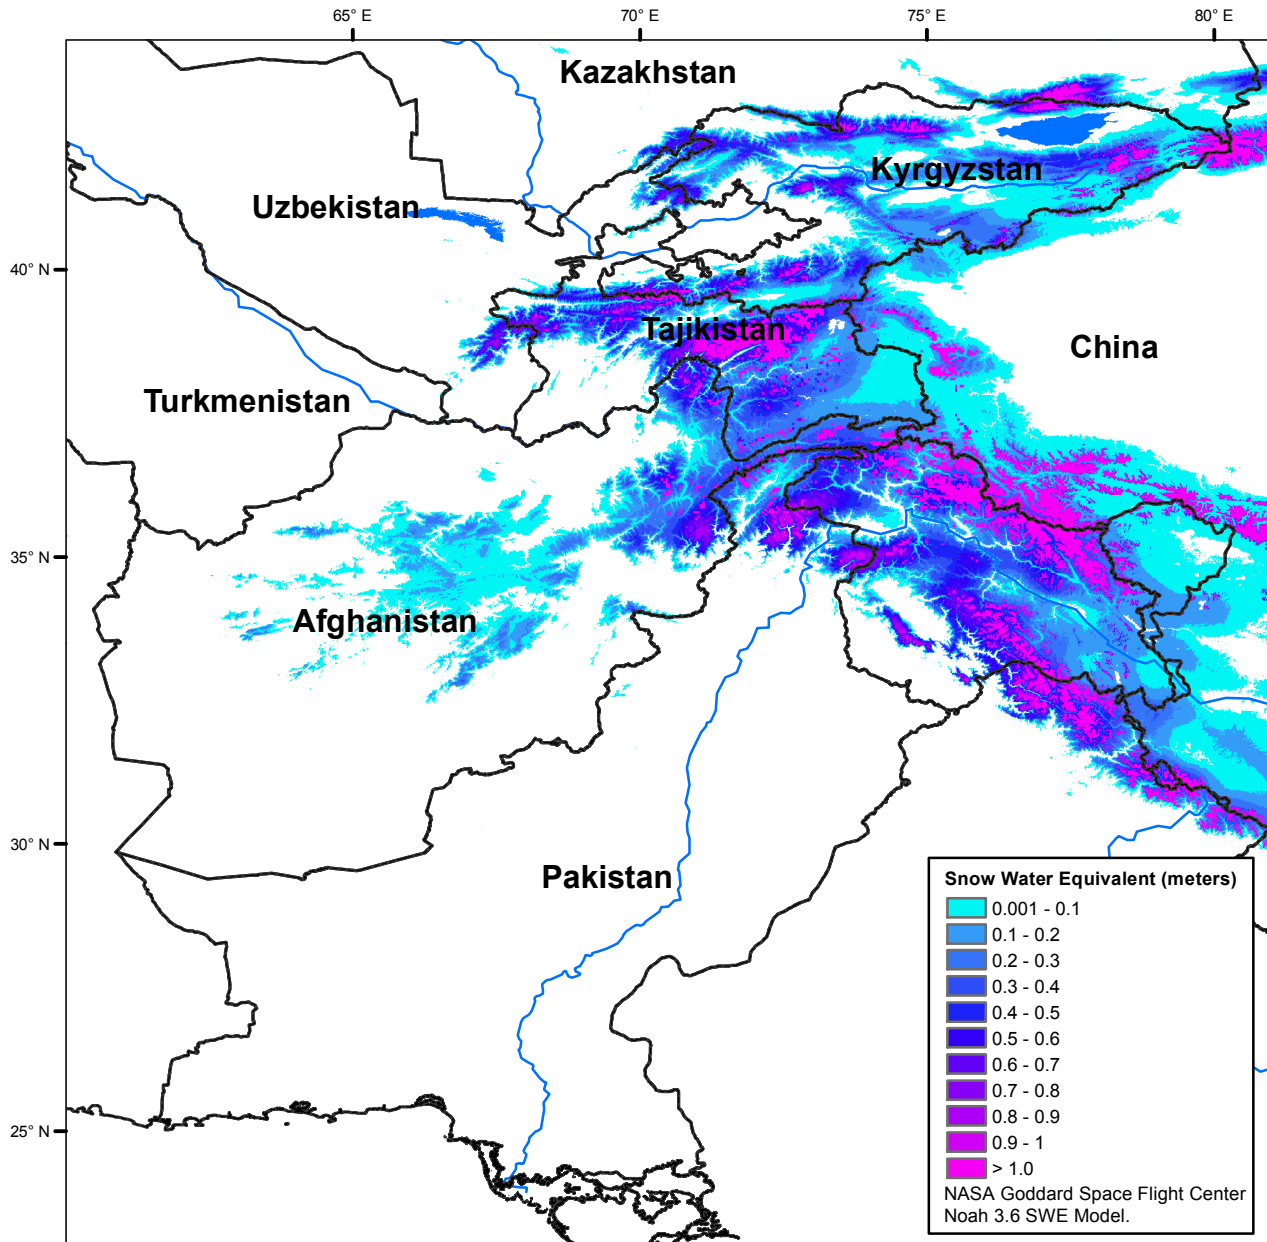 65° E
70° E
75° E
80° E
Kazakhstan
Kyrgyzstan
Uzbekistan
40° N
Tajikistan
China
Turkmenistan
35° N
Afghanistan
30° N
Pakistan
25° N
Snow Water Equivalent (meters)
0.001 - 0.1
0.1 - 0.2
0.2 - 0.3
0.3 - 0.4
0.4 - 0.5
0.5 - 0.6
0.6 - 0.7
0.7 - 0.8
0.8 - 0.9
0.9 - 1
> 1.0
NASA Goddard Space Flight Center
Noah 3.6 SWE Model.